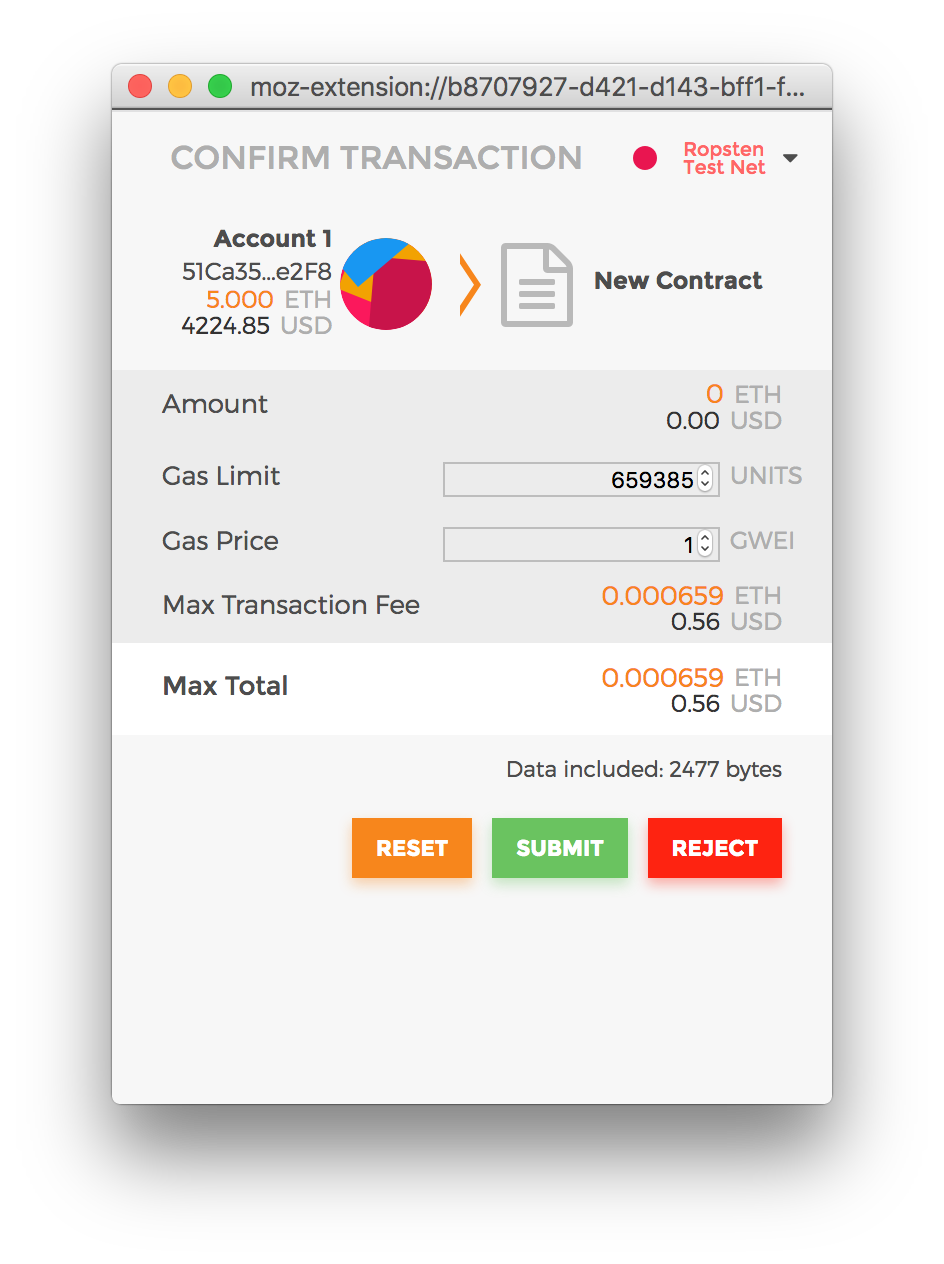 moz-extension://b8707927-d421-d143-bff1-f...
CONFIRM TRANSACTION
Ropsten
Test Net
Account 1
51Ca35...e2F8
5.000 ETH
4224.85 USD
New Contract
Amount
0 ETH
0.00 USD
Gas Limit
659385
UNITS
Gas Price
1
GWEI
Max Transaction Fee
0.000659 ETH
0.56 USD
Max Total
0.000659 ETH
0.56 USD
Data included: 2477 bytes
RESET
SUBMIT
REJECT